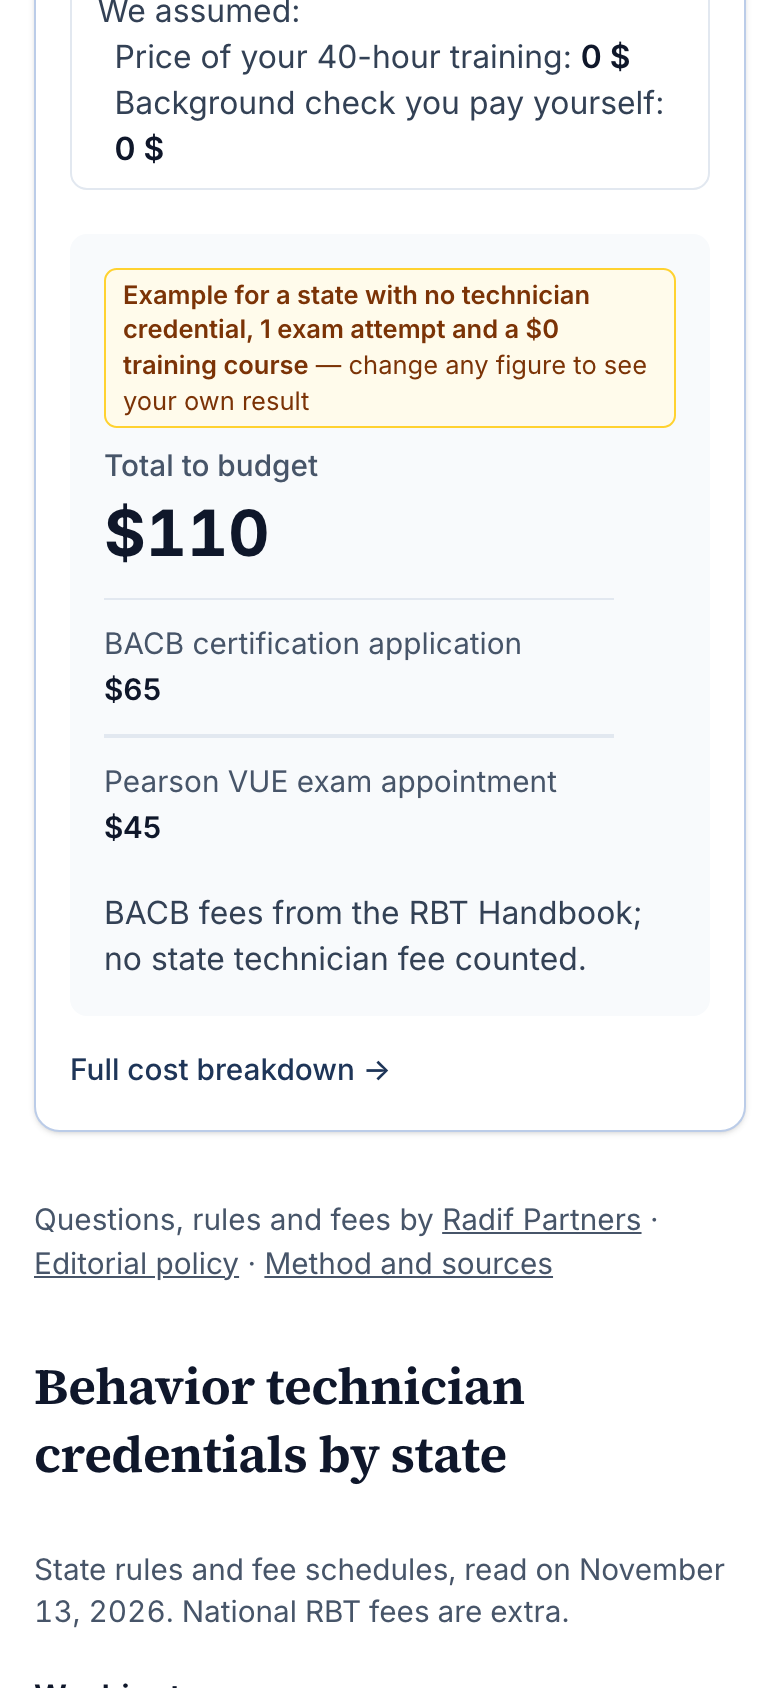 We assumed:
Price of your 40-hour training: 0 $
Background check you pay yourself:
0 $
Example for a state with no technician
credential, 1 exam attempt and a $0
training course — change any figure to see
your own result
Total to budget
$110
BACB certification application
$65
Pearson VUE exam appointment
$45
BACB fees from the RBT Handbook;
no state technician fee counted.
Full cost breakdown →
Questions, rules and fees by Radif Partners ·
Editorial policy · Method and sources
Behavior technician
credentials by state
State rules and fee schedules, read on November
13, 2026. National RBT fees are extra.